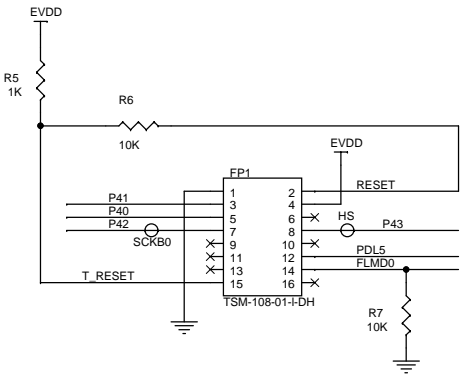 EVDD
R5
1K
R6
10K
EVDD
FP1
1 2 RESET
P41 3 4
P40 5 6 HS
P42 7 8 P43
SCKB0 9 10
11 12 PDL5
13 14 FLMD0
T_RESET 15 16
TSM-108-01-I-DH
R7
10K